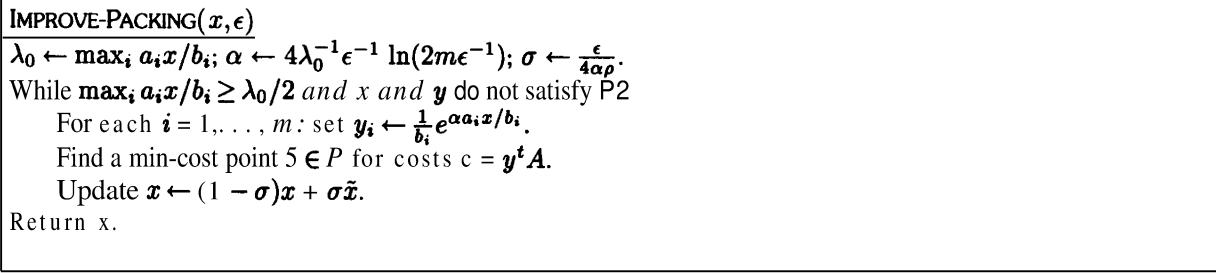 IMPROVE-PACKING(x, ϵ)
λ₀ ← maxᵢ aᵢx/bᵢ; α ← 4λ₀⁻¹ϵ⁻¹ ln(2mϵ⁻¹); σ ← ϵ/4αρ.
While maxᵢ aᵢx/bᵢ ≥ λ₀/2 and x and y do not satisfy P2
For each i = 1,. . . , m: set yᵢ ← 1/bᵢ e^{αaᵢx/bᵢ}.
Find a min-cost point 5 ∈ P for costs c = yᵗA.
Update x ← (1 − σ)x + σx̃.
Return x.